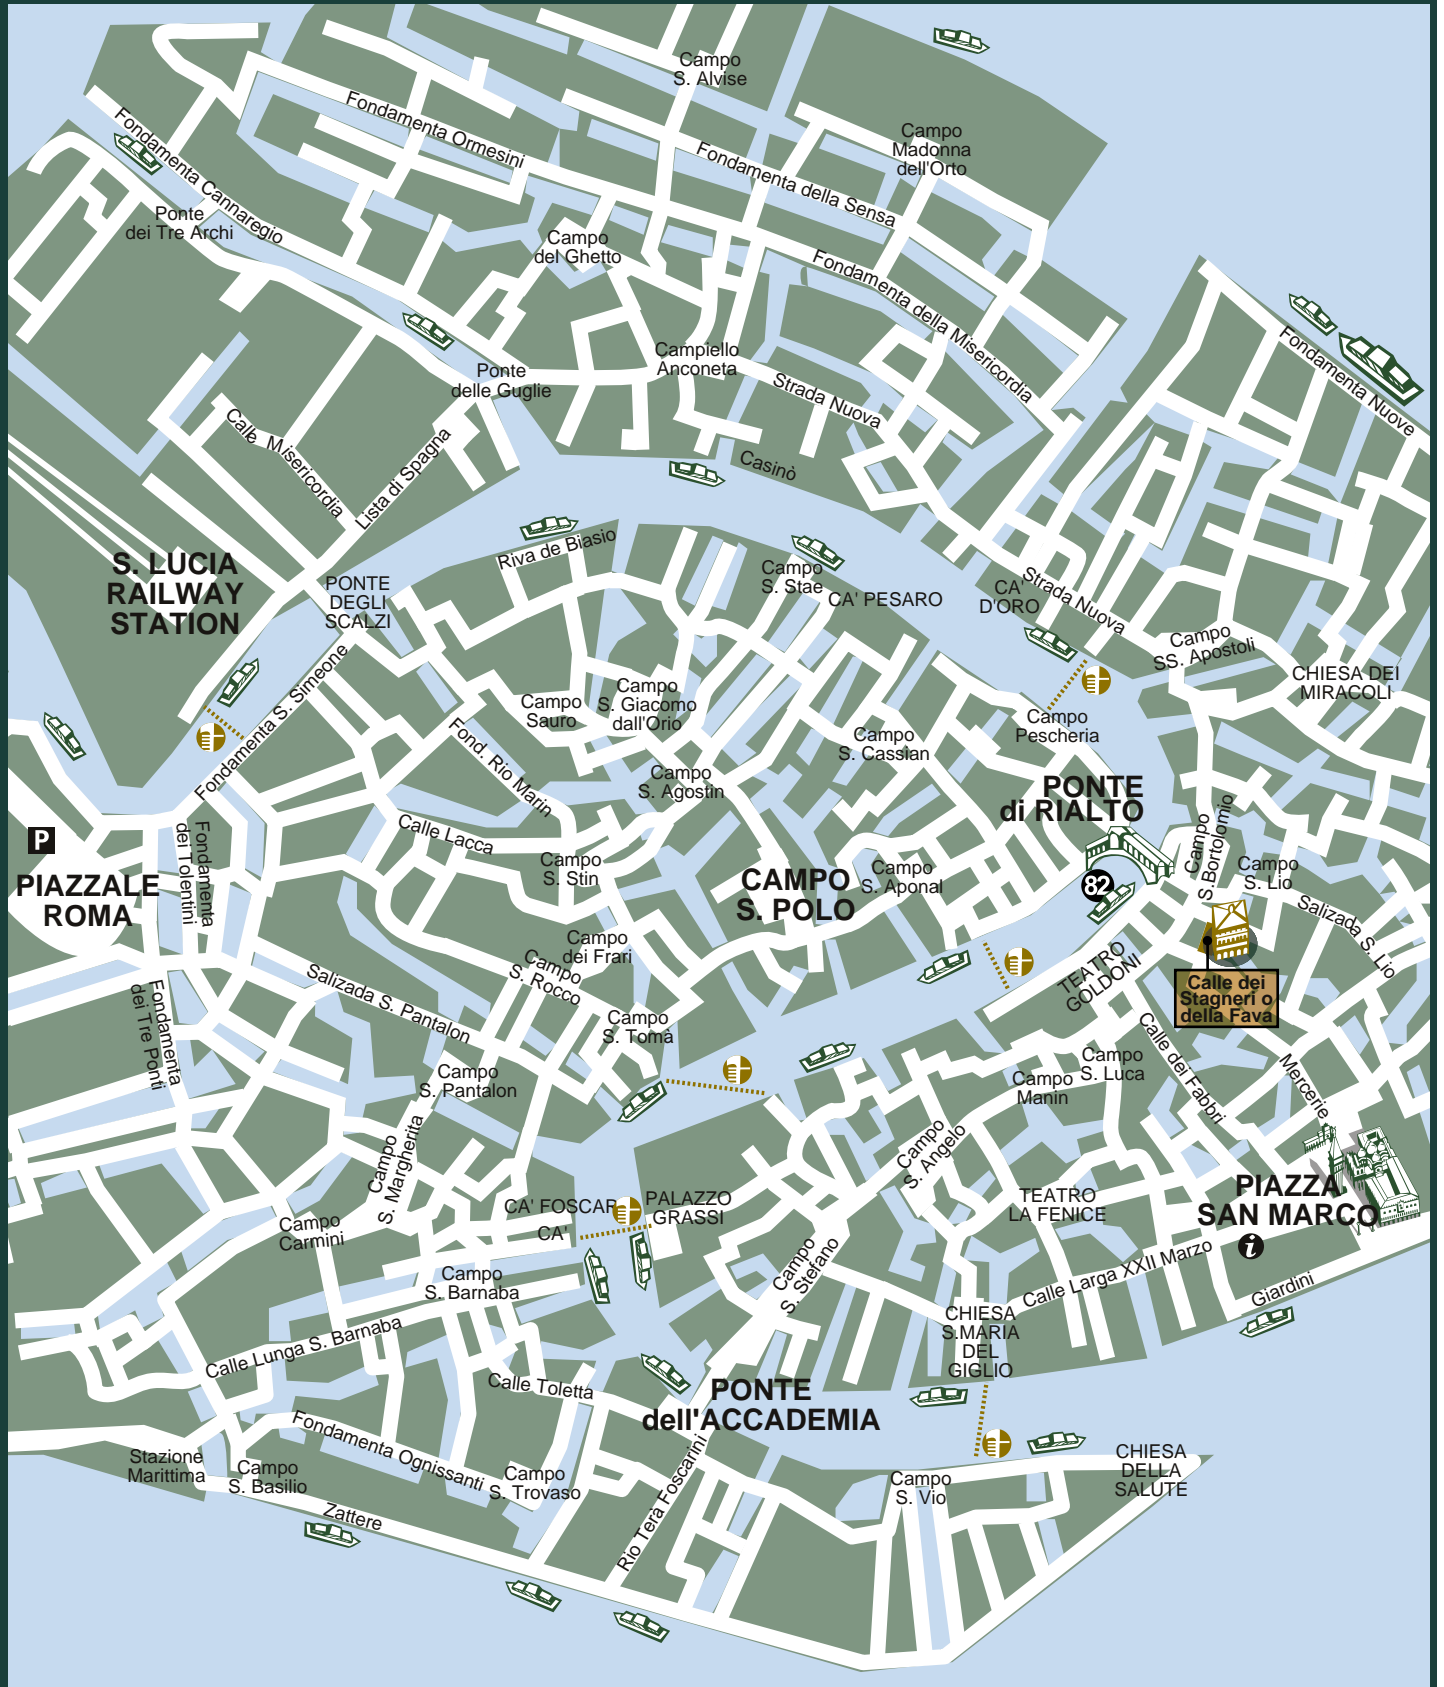 Campo
S. Alvise
Fondamenta Cannaregio
Fondamenta Ormesini
Campo
Madonna
dell'Orto
Fondamenta della Sensa
Ponte
dei Tre Archi
Campo
del Ghetto
Fondamenta della Misericordia
Fondamenta Nuove
Campiello
Anconeta
Ponte
delle Guglie
Strada Nuova
Calle Misericordia
Lista di Spagna
Casinò
Riva de Biasio
S. LUCIA
RAILWAY
STATION
PONTE
DEGLI
SCALZI
Campo
S. Stae
CA' PESARO
CA'
D'ORO
Strada Nuova
Campo
SS. Apostoli
CHIESA DEI
MIRACOLI
Fondamenta S. Simeone
Campo
Sauro
Campo
S. Giacomo
dall'Orio
Campo
Pescheria
Fond. Rio Marin
Campo
S. Cassian
Campo
S. Agostin
PONTE
di RIALTO
P
PIAZZALE
ROMA
Fondamenta
dei Tolentini
Calle Lacca
Campo
S. Stin
CAMPO
S. POLO
Campo
S. Aponal
82
Campo
S.Bortolomio
Campo
S. Lio
Salizada S. Lio
Campo
dei Frari
Campo
S. Rocco
TEATRO
GOLDONI
Calle dei
Stagneri o
della Fava
Salizada S. Pantalon
Fondamenta
dei Tre Ponti
Campo
S. Tomà
Campo
S. Pantalon
Campo
S. Luca
Campo
Manin
Calle dei Fabbri
Mercerie
Campo
S. Margherita
Campo
S. Angelo
CA' FOSCAR
CA'
PALAZZO
GRASSI
TEATRO
LA FENICE
PIAZZA
SAN MARCO
i
Campo
Carmini
Campo
S. Barnaba
Campo
S. Stefano
Calle Larga XXII Marzo
Giardini
Calle Lunga S. Barnaba
CHIESA
S.MARIA
DEL
GIGLIO
Calle Toletta
PONTE
dell'ACCADEMIA
Fondamenta Ognissanti
Stazione
Marittima
Campo
S. Basilio
Campo
S. Trovaso
Rio Terà Foscarini
Campo
S. Vio
CHIESA
DELLA
SALUTE
Zattere